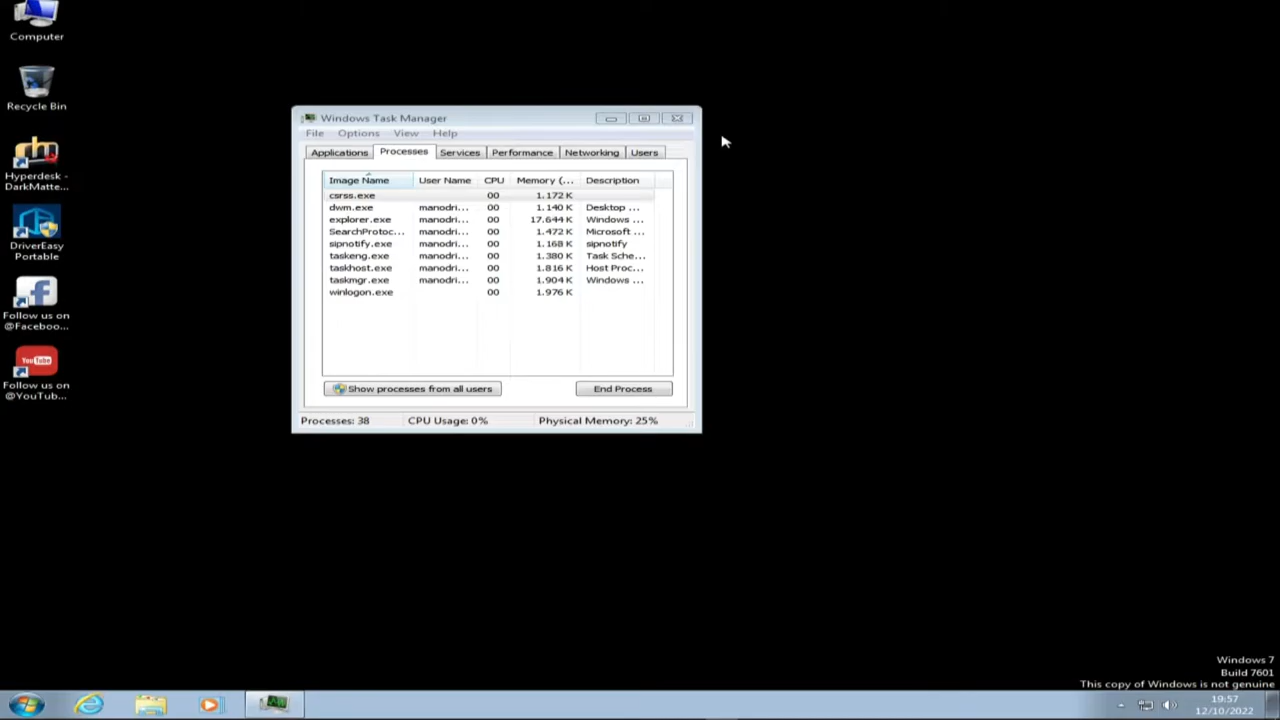 Computer
Recycle Bin
Hyperdesk -
DarkMatte...
DriverEasy
Portable
Follow us on
@Faceboo...
YouTube
Follow us on
@YouTub...
Windows Task Manager
File Options View Help
Applications Processes Services Performance Networking Users
Image Name User Name CPU Memory (... Description
csrss.exe 00 1.172 K
dwm.exe manodri... 00 1.140 K Desktop ...
explorer.exe manodri... 00 17.644 K Windows ...
SearchProtoc... manodri... 00 1.472 K Microsoft ...
sipnotify.exe manodri... 00 1.168 K sipnotify
taskeng.exe manodri... 00 1.380 K Task Sche...
taskhost.exe manodri... 00 1.816 K Host Proc...
taskmgr.exe manodri... 00 1.904 K Windows ...
winlogon.exe 00 1.976 K
Show processes from all users End Process
Processes: 38 CPU Usage: 0% Physical Memory: 25%
Windows 7
Build 7601
This copy of Windows is not genuine
19:57
12/10/2022